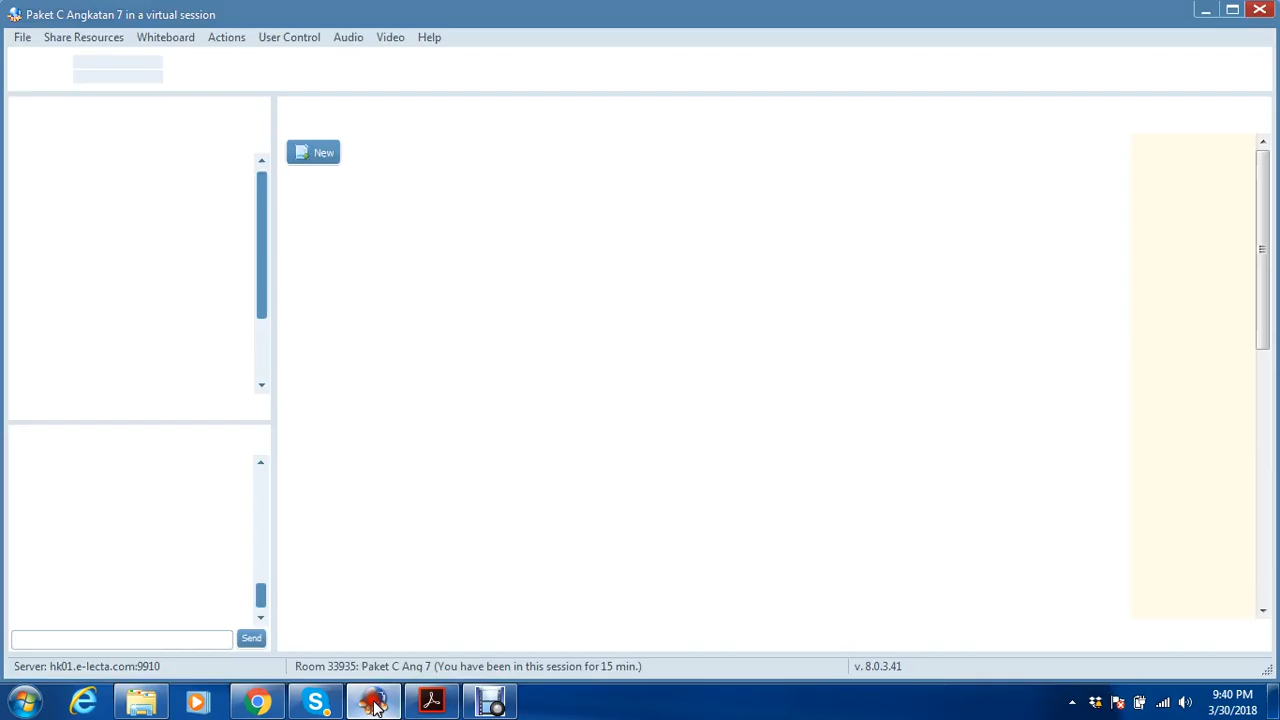 Paket C Angkatan 7 in a virtual session
File Share Resources Whiteboard Actions User Control Audio Video Help
New
Send
Server: hk01.e-lecta.com:9910 Room 33935: Paket C Ang 7 (You have been in this session for 15 min.) v. 8.0.3.41
9:40 PM
3/30/2018